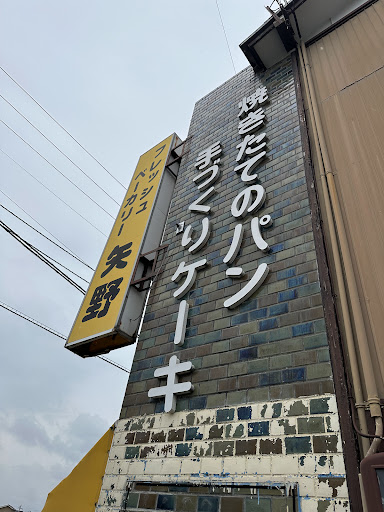 焼きたてのパン
手づくりケーキ
フレッシュ
ベーカリー
矢野